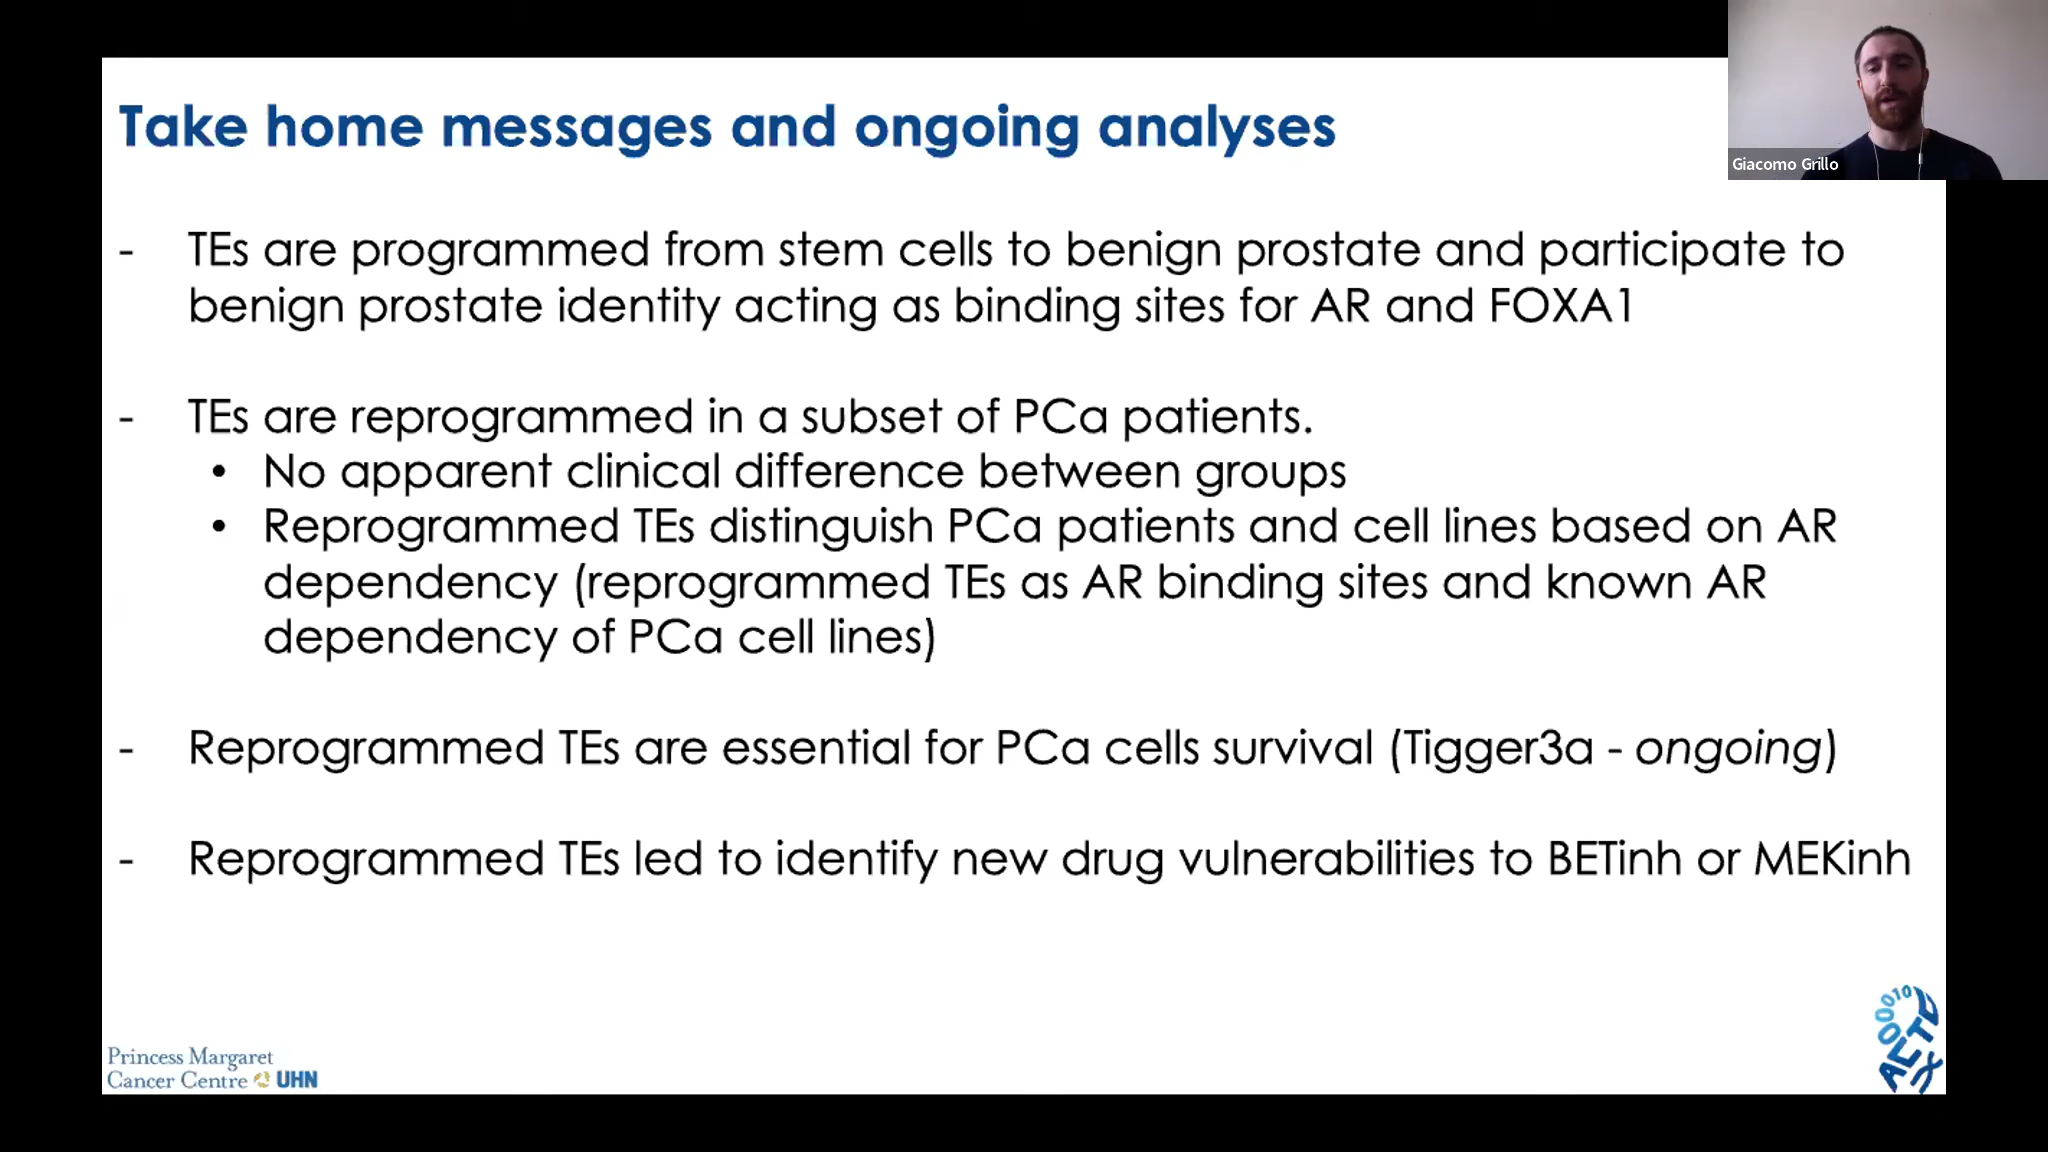 Take home messages and ongoing analyses
Giacomo Grillo
- TEs are programmed from stem cells to benign prostate and participate to
benign prostate identity acting as binding sites for AR and FOXA1
- TEs are reprogrammed in a subset of PCa patients.
• No apparent clinical difference between groups
• Reprogrammed TEs distinguish PCa patients and cell lines based on AR
dependency (reprogrammed TEs as AR binding sites and known AR
dependency of PCa cell lines)
- Reprogrammed TEs are essential for PCa cells survival (Tigger3a - ongoing)
- Reprogrammed TEs led to identify new drug vulnerabilities to BETinh or MEKinh
Princess Margaret
Cancer Centre UHN